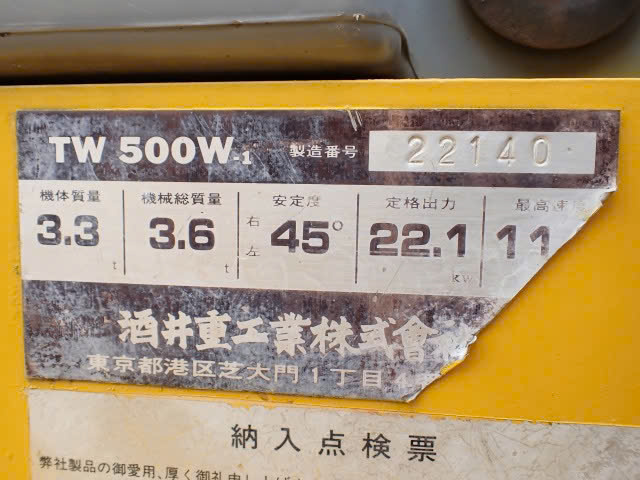 TW 500W-1 製造番号 22140
機体質量 機械総質量 安定度 定格出力 最高速
3.3 t 3.6 t 右 左 45° 22.1 KW 11
酒井重工業株式會
東京都港区芝大門1丁目
納入点検票
弊社製品の御愛用、厚く御礼申し上げ